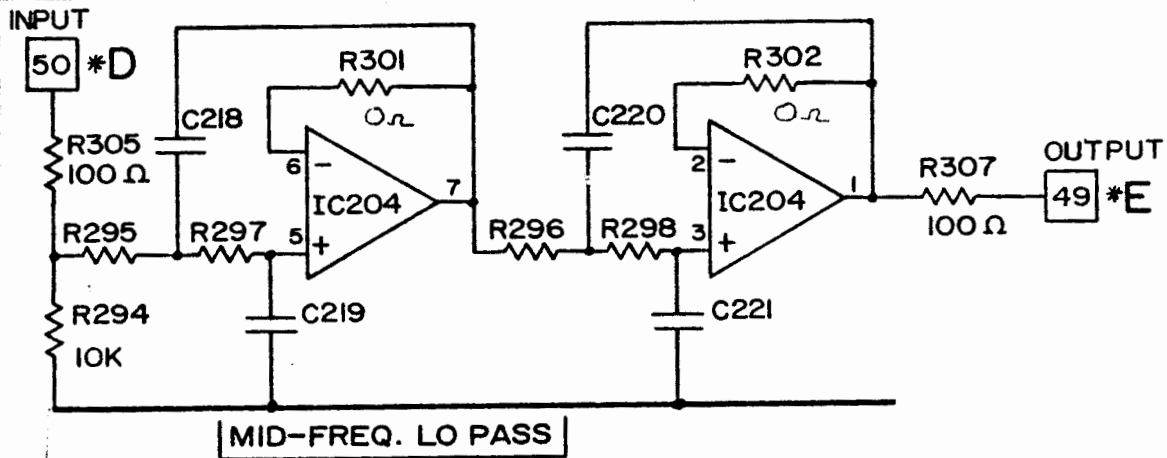 INPUT
50 *D
R305
100 Ω
R295
R294
10K
C218
R297
R301
0Ω
6
-
IC204
7
5
+
C219
R296
C220
R298
R302
0Ω
2
-
IC204
1
3
+
C221
R307
100 Ω
OUTPUT
49 *E
MID-FREQ. LO PASS